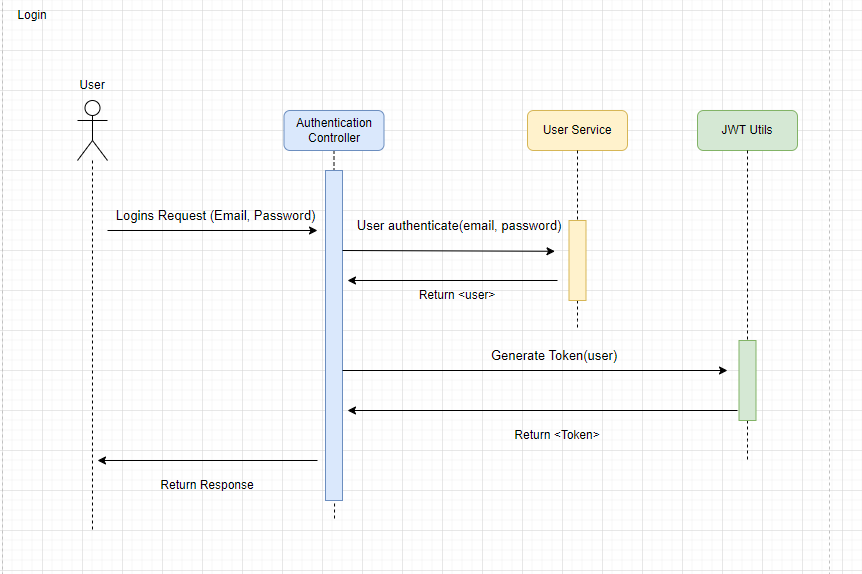 Login
User
Authentication
Controller
User Service
JWT Utils
Logins Request (Email, Password)
User authenticate(email, password)
Return <user>
Generate Token(user)
Return <Token>
Return Response